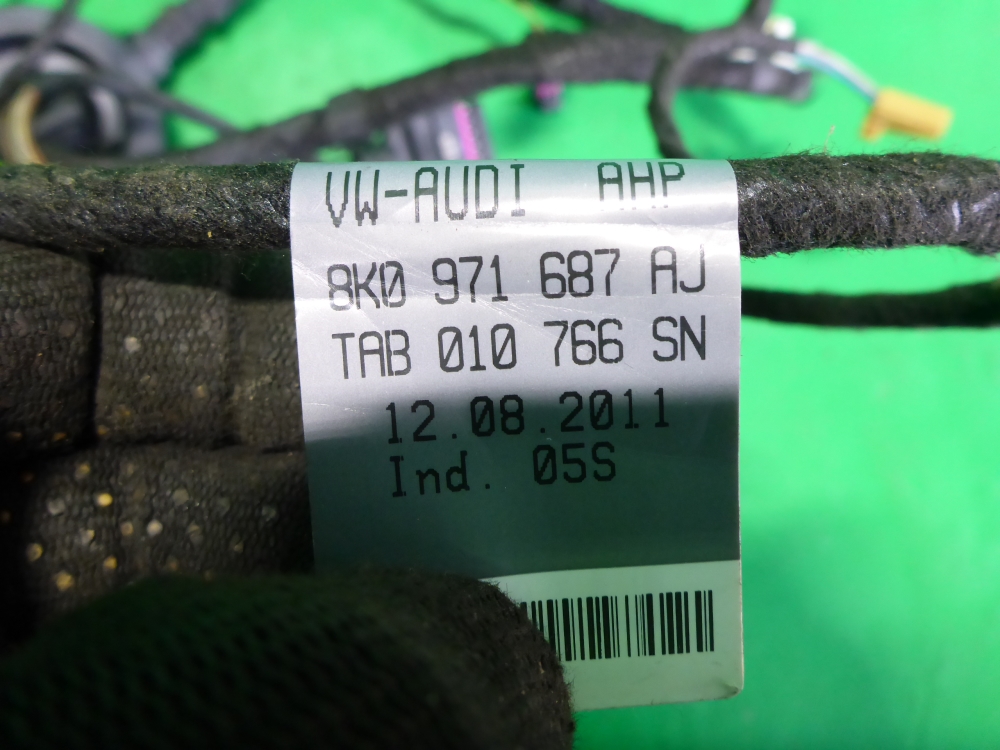 VW-AUDI AHP
8K0 971 687 AJ
TAB 010 766 SN
12.08.2011
Ind. 05S